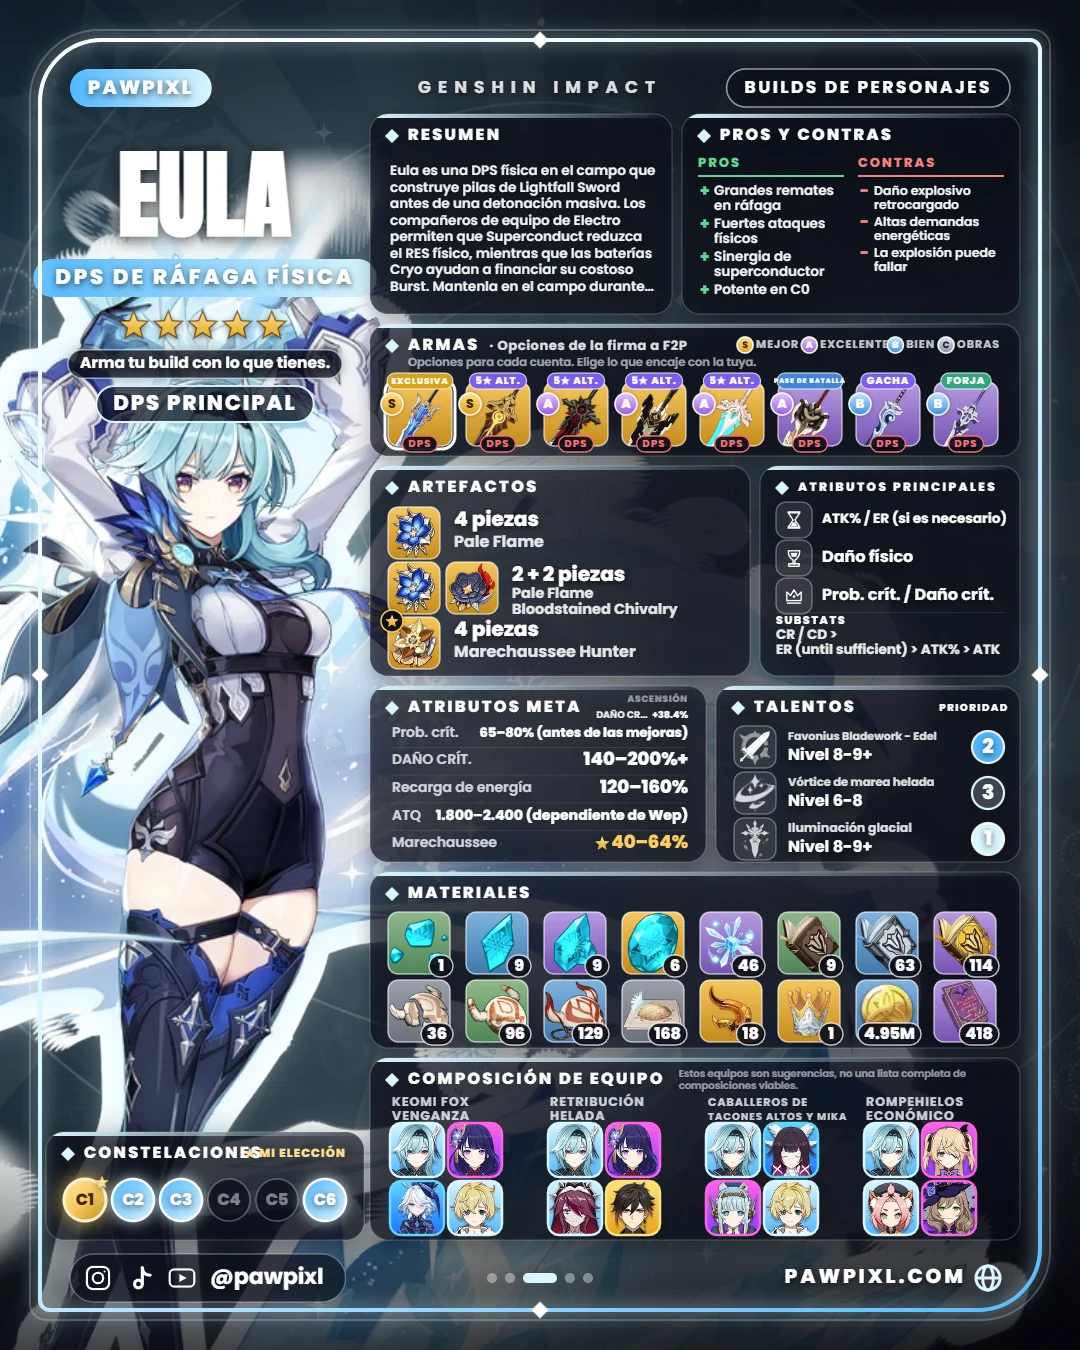 PAWPIXL
GENSHIN IMPACT
BUILDS DE PERSONAJES
EULA
DPS DE RÁFAGA FÍSICA
Arma tu build con lo que tienes.
DPS PRINCIPAL
RESUMEN
Eula es una DPS física en el campo que
construye pilas de Lightfall Sword
antes de una detonación masiva. Los
compañeros de equipo de Electro
permiten que Superconduct reduzca
el RES físico, mientras que las baterías
Cryo ayudan a financiar su costoso
Burst. Mantenla en el campo durante...
PROS Y CONTRAS
PROS
+ Grandes remates
en ráfaga
+ Fuertes ataques
físicos
+ Sinergia de
superconductor
+ Potente en C0
CONTRAS
– Daño explosivo
retrocargado
– Altas demandas
energéticas
– La explosión puede
fallar
ARMAS · Opciones de la firma a F2P
S MEJOR A EXCELENTE B BIEN C OBRAS
Opciones para cada cuenta. Elige lo que encaje con la tuya.
EXCLUSIVA 5★ ALT. 5★ ALT. 5★ ALT. 5★ ALT. PASE DE BATALLA GACHA FORJA
S S A A A A B B
DPS DPS DPS DPS DPS DPS DPS DPS
ARTEFACTOS
4 piezas
Pale Flame
2 + 2 piezas
Pale Flame
Bloodstained Chivalry
4 piezas
Marechaussee Hunter
ATRIBUTOS PRINCIPALES
ATK% / ER (si es necesario)
Daño físico
Prob. crít. / Daño crít.
SUBSTATS
CR / CD >
ER (until sufficient) > ATK% > ATK
ATRIBUTOS META
ASCENSIÓN
DAÑO CR... +38.4%
Prob. crít. 65–80% (antes de las mejoras)
DAÑO CRÍT. 140–200%+
Recarga de energía 120–160%
ATQ 1.800–2.400 (dependiente de Wep)
Marechaussee ★ 40–64%
TALENTOS
PRIORIDAD
Favonius Bladework – Edel
Nivel 8-9+
2
Vórtice de marea helada
Nivel 6-8
3
Iluminación glacial
Nivel 8-9+
1
MATERIALES
1 9 9 6 46 9 63 114
36 96 129 168 18 1 4.95M 418
COMPOSICIÓN DE EQUIPO
Estos equipos son sugerencias, no una lista completa de
composiciones viables.
KEOMI FOX
VENGANZA
RETRIBUCIÓN
HELADA
CABALLEROS DE
TACONES ALTOS Y MIKA
ROMPEHIELOS
ECONÓMICO
CONSTELACIONES
MI ELECCIÓN
C1 C2 C3 C4 C5 C6
@pawpixl
PAWPIXL.COM